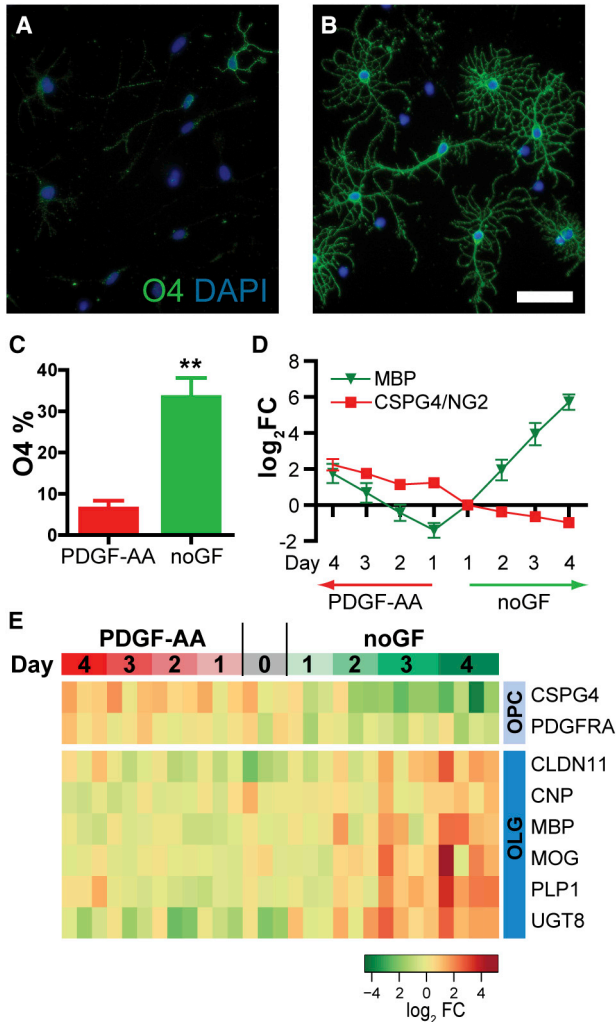 A
B
O4 DAPI
C
D
**
O4 %
40
30
20
10
0
PDGF-AA
noGF
MBP
CSPG4/NG2
log2FC
8
6
4
2
0
-2
Day 4 3 2 1 1 2 3 4
PDGF-AA
noGF
E
PDGF-AA
noGF
Day 4 3 2 1 0 1 2 3 4
OPC
CSPG4
PDGFRA
OLG
CLDN11
CNP
MBP
MOG
PLP1
UGT8
−4 2 0 2 4
log2 FC